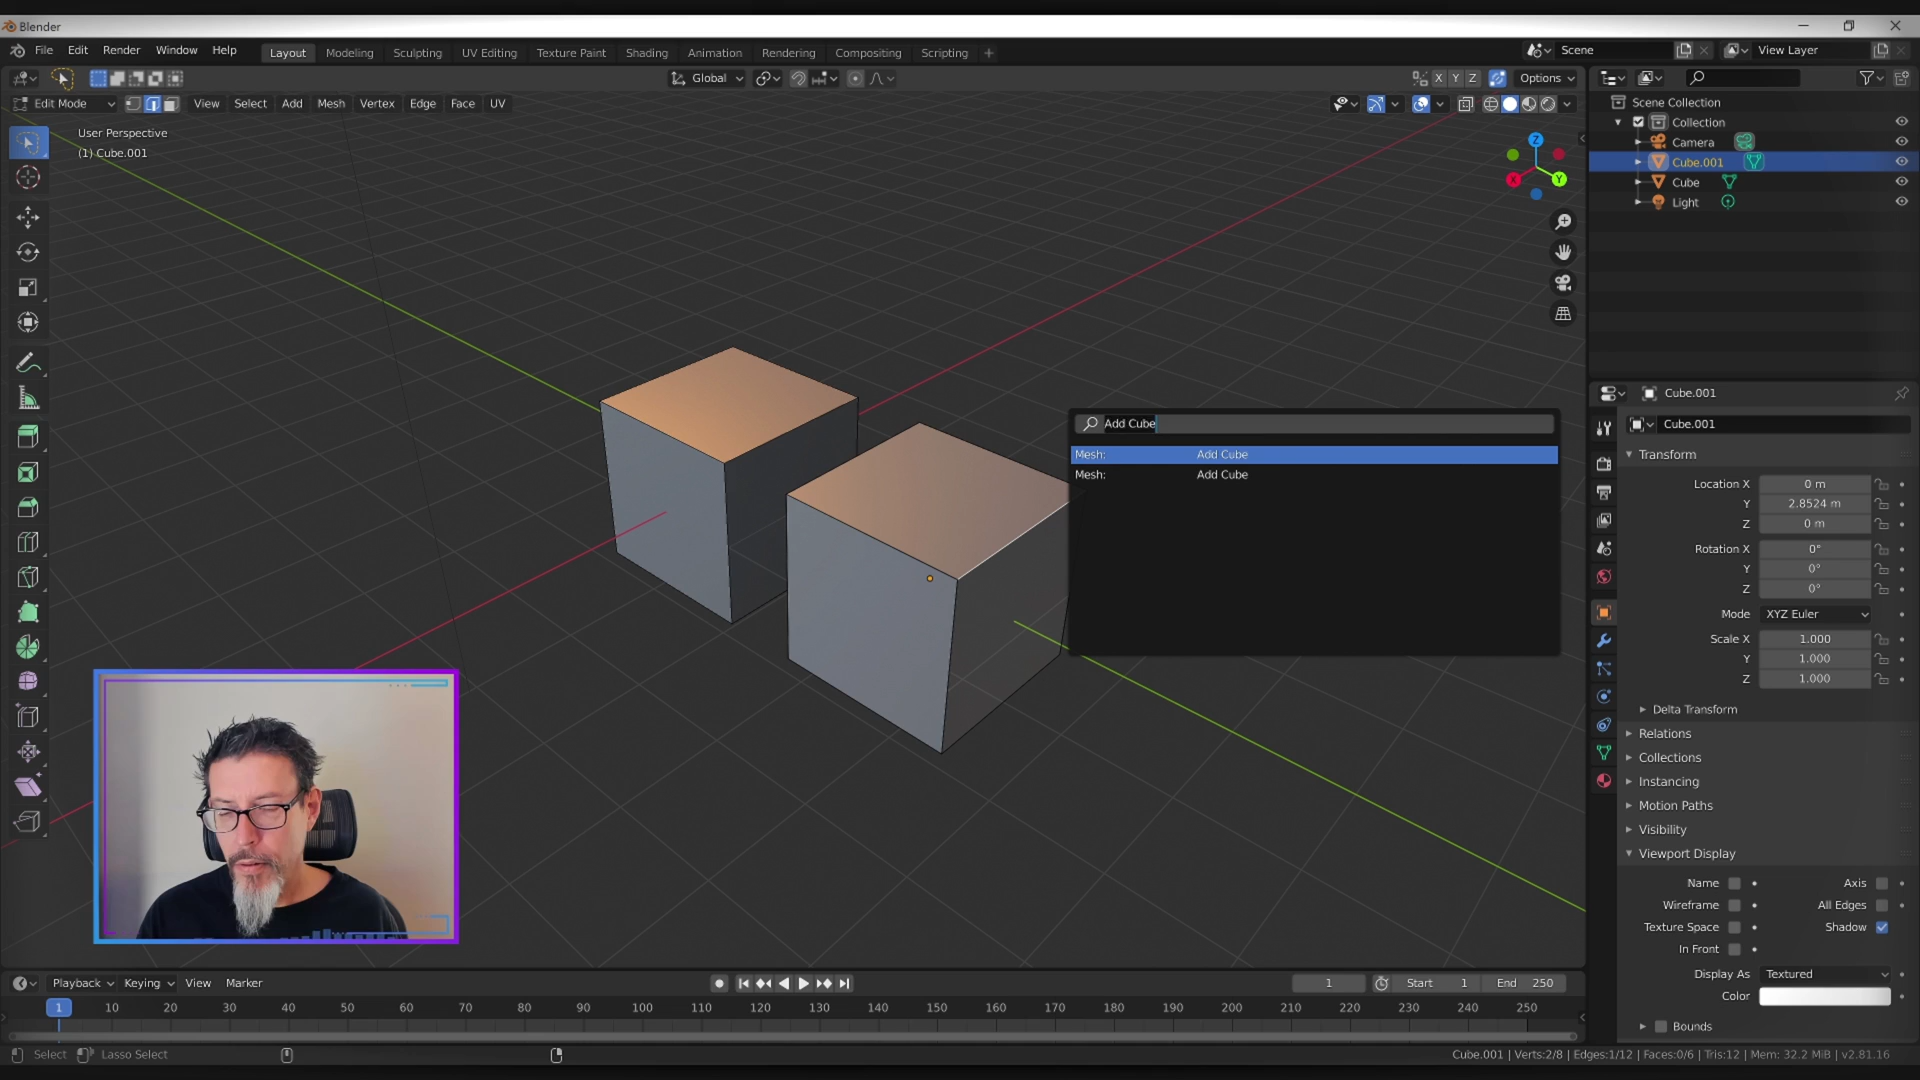 Blender
File Edit Render Window Help
Layout Modeling Sculpting UV Editing Texture Paint Shading Animation Rendering Compositing Scripting +
Scene
View Layer
Global
X Y Z
Options
Edit Mode
View Select Add Mesh Vertex Edge Face UV
User Perspective
(1) Cube.001
Z
X
Y
Scene Collection
Collection
Camera
Cube.001
Cube
Light
Add Cube
Mesh: Add Cube
Mesh: Add Cube
Cube.001
Cube.001
Transform
Location X 0 m
Y 2.8524 m
Z 0 m
Rotation X 0°
Y 0°
Z 0°
Mode XYZ Euler
Scale X 1.000
Y 1.000
Z 1.000
Delta Transform
Relations
Collections
Instancing
Motion Paths
Visibility
Viewport Display
Name Axis
Wireframe All Edges
Texture Space Shadow
In Front
Display As Textured
Color
Bounds
Playback Keying View Marker
1 Start 1 End 250
1 10 20 30 40 50 60 70 80 90 100 110 120 130 140 150 160 170 180 190 200 210 220 230 240 250
Select Lasso Select
Cube.001 | Verts:2/8 | Edges:1/12 | Faces:0/6 | Tris:12 | Mem: 32.2 MiB | v2.81.16